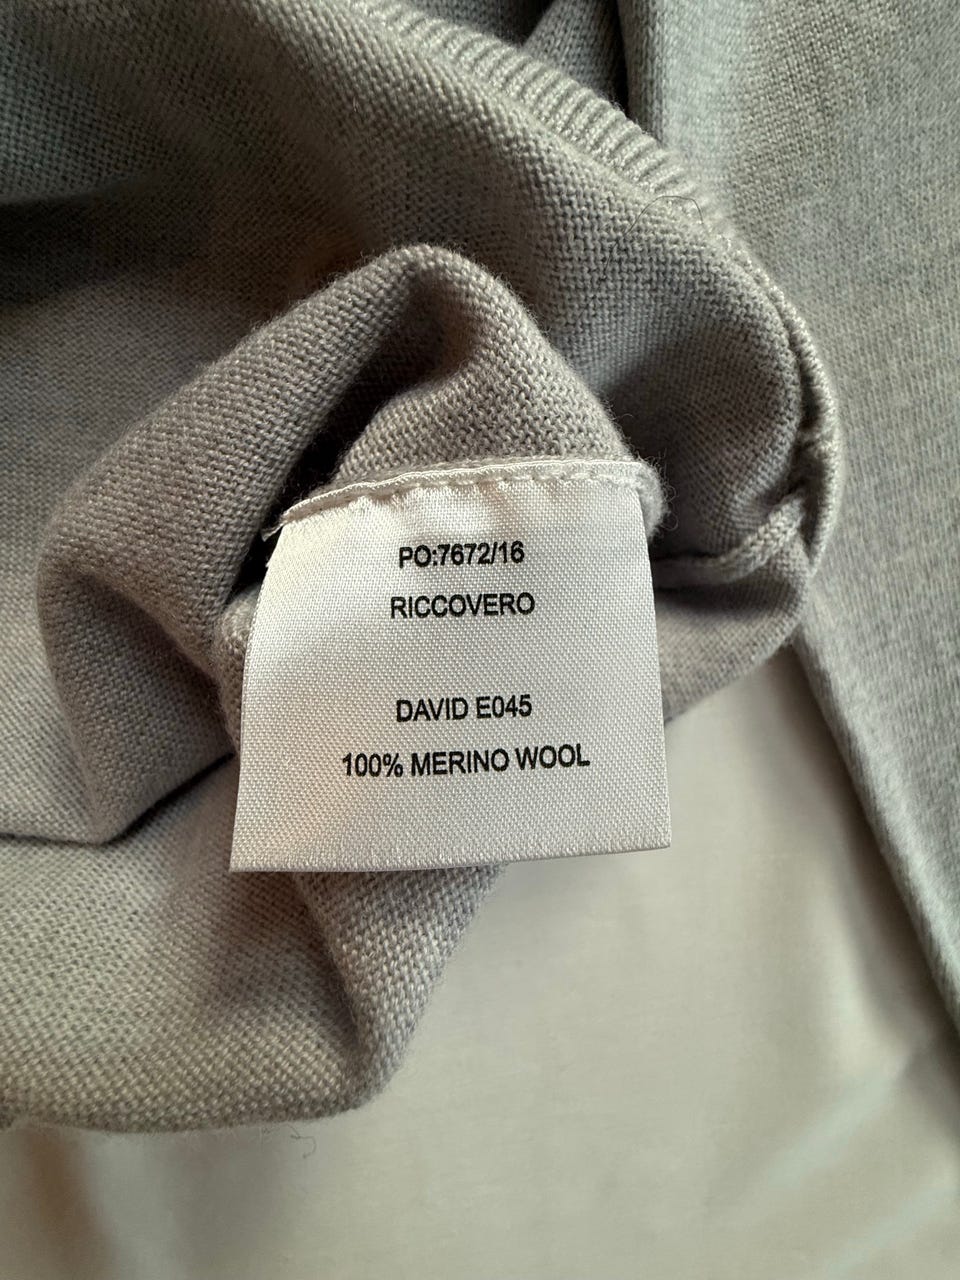 PO:7672/16
RICCOVERO
DAVID E045
100% MERINO WOOL